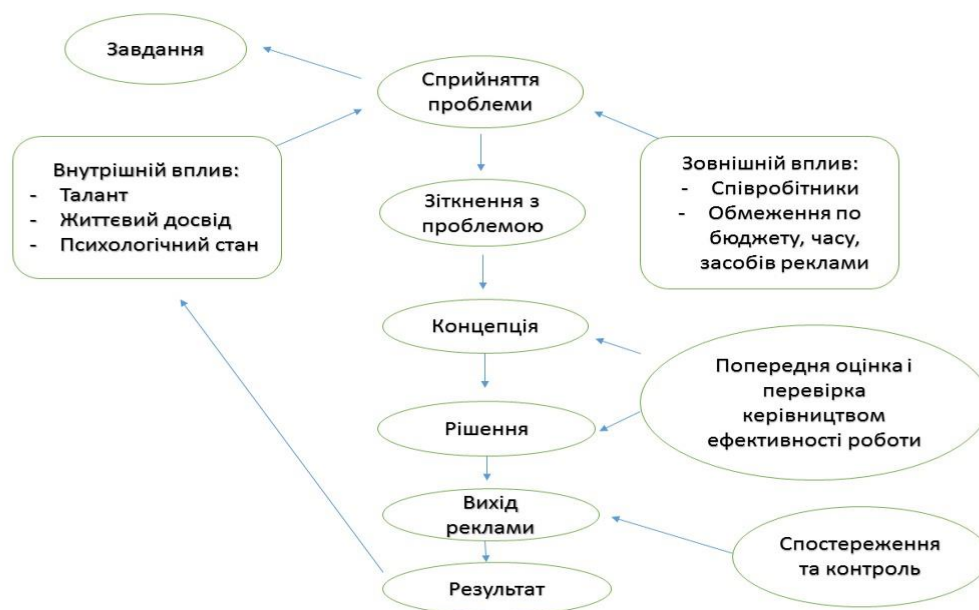 Завдання
Сприйняття
проблеми
Внутрішній вплив:
- Талант
- Життєвий досвід
- Психологічний стан
Зовнішній вплив:
- Співробітники
- Обмеження по
бюджету, часу,
засобів реклами
Зіткнення з
проблемою
Концепція
Попередня оцінка і
перевірка
керівництвом
ефективності роботи
Рішення
Вихід
реклами
Спостереження
та контроль
Результат